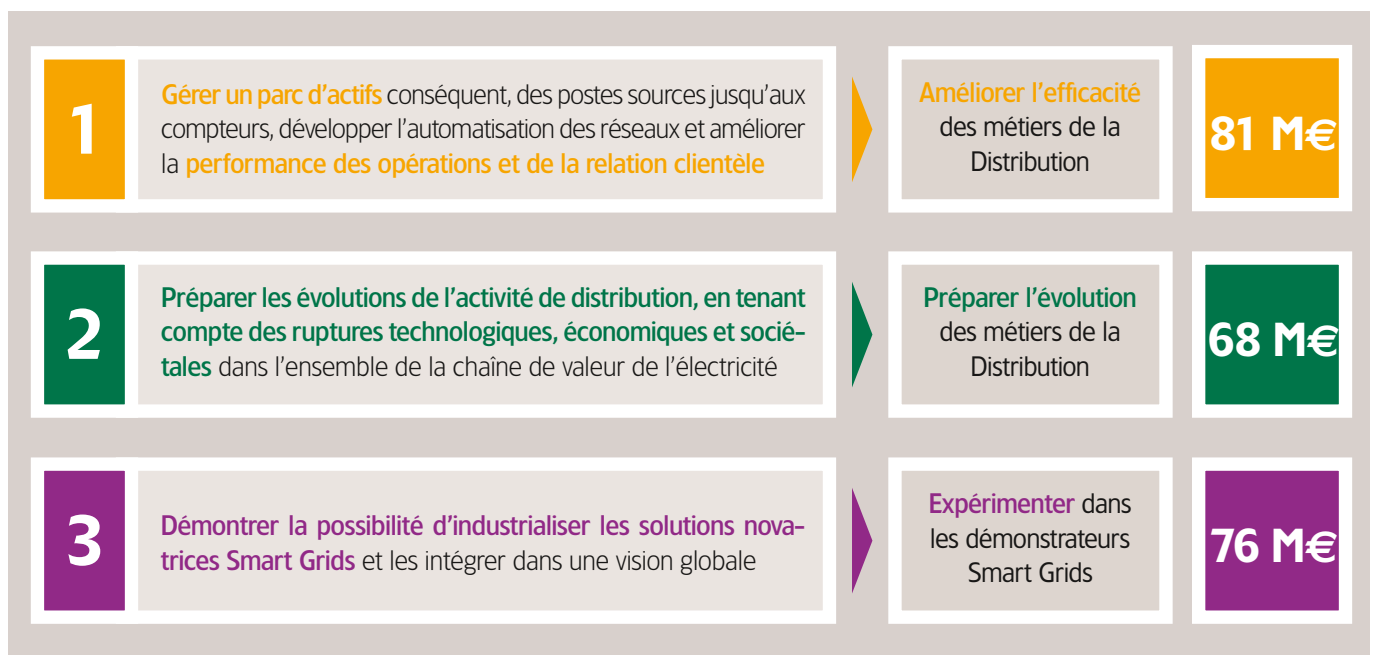 1
Gérer un parc d'actifs conséquent, des postes sources jusqu'aux
compteurs, développer l'automatisation des réseaux et améliorer
la performance des opérations et de la relation clientèle
Améliorer l'efficacité
des métiers de la
Distribution
81 M€
2
Préparer les évolutions de l'activité de distribution, en tenant
compte des ruptures technologiques, économiques et socié-
tales dans l'ensemble de la chaîne de valeur de l'électricité
Préparer l'évolution
des métiers de la
Distribution
68 M€
3
Démontrer la possibilité d'industrialiser les solutions nova-
trices Smart Grids et les intégrer dans une vision globale
Expérimenter dans
les démonstrateurs
Smart Grids
76 M€